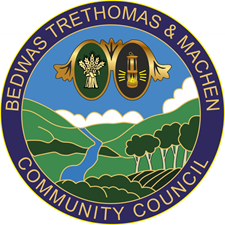 BEDWAS TRETHOMAS & MACHEN
COMMUNITY COUNCIL